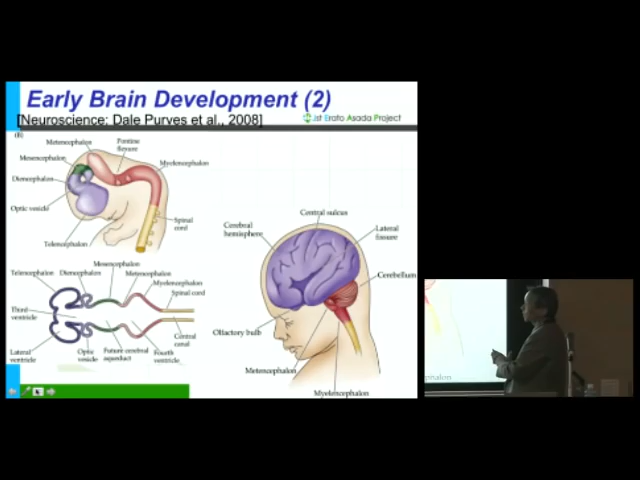 Early Brain Development (2)
[Neuroscience: Dale Purves et al., 2008]
Jst Erato Asada Project
(B)
Metencephalon
Pontine flexure
Mesencephalon
Myelencephalon
Diencephalon
Optic vesicle
Spinal cord
Telencephalon
Mesencephalon
Telencephalon
Diencephalon
Metencephalon
Myelencephalon
Spinal cord
Third ventricle
Central canal
Lateral ventricle
Optic vesicle
Future cerebral aqueduct
Fourth ventricle
Central sulcus
Cerebral hemisphere
Lateral fissure
Cerebellum
Olfactory bulb
Metencephalon
Myelencephalon